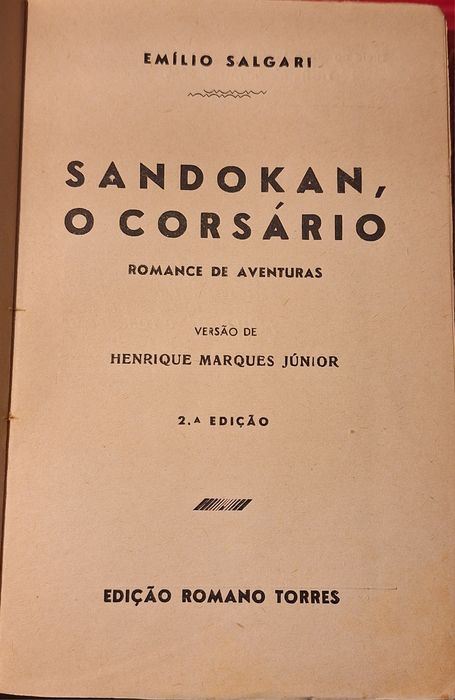 EMÍLIO SALGARI
SANDOKAN,
O CORSÁRIO
ROMANCE DE AVENTURAS
VERSÃO DE
HENRIQUE MARQUES JÚNIOR
2.ª EDIÇÃO
EDIÇÃO ROMANO TORRES